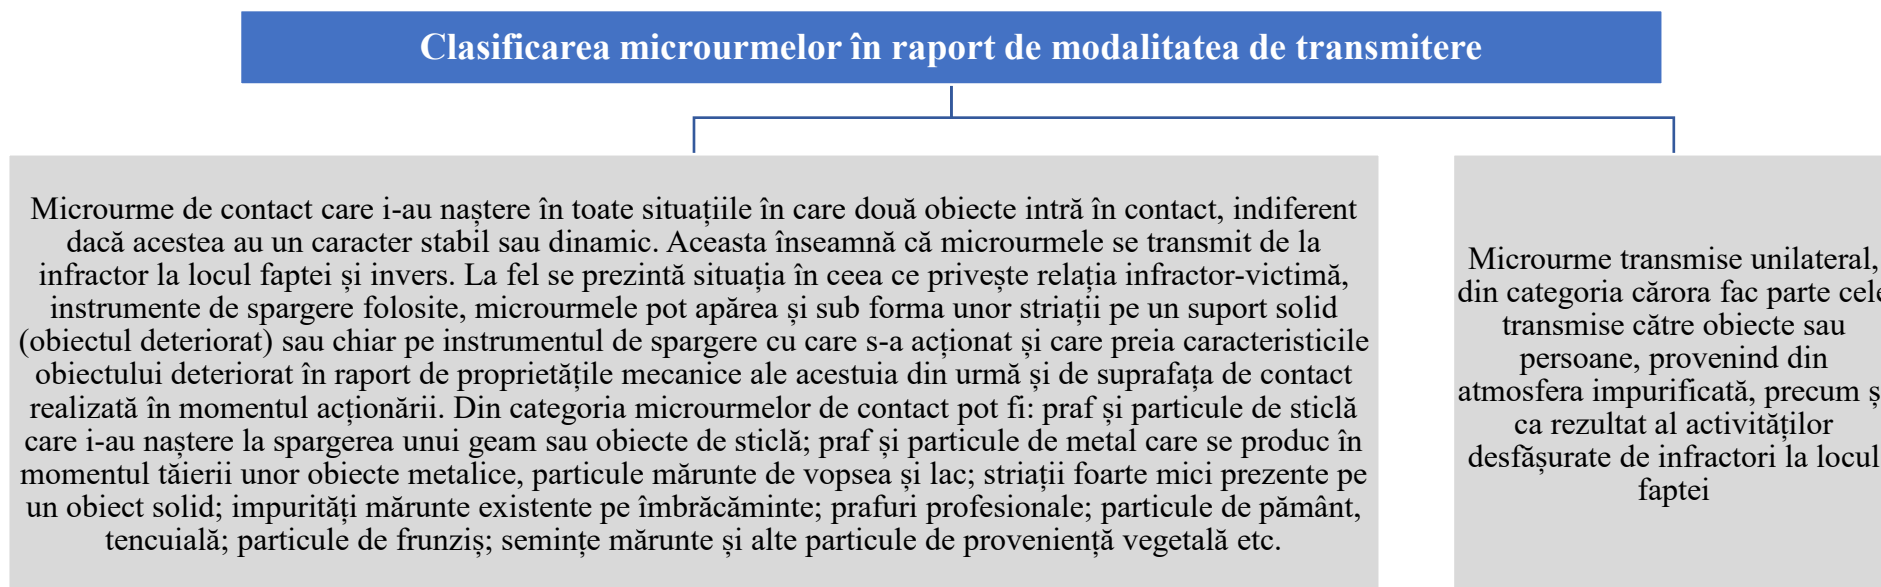 Clasificarea microurmelor în raport de modalitatea de transmitere
Microurme de contact care i-au naștere în toate situațiile în care două obiecte intră în contact, indiferent
dacă acestea au un caracter stabil sau dinamic. Aceasta înseamnă că microurmele se transmit de la
infractor la locul faptei și invers. La fel se prezintă situația în ceea ce privește relația infractor-victimă,
instrumente de spargere folosite, microurmele pot apărea și sub forma unor striații pe un suport solid
(obiectul deteriorat) sau chiar pe instrumentul de spargere cu care s-a acționat și care preia caracteristicile
obiectului deteriorat în raport de proprietățile mecanice ale acestuia din urmă și de suprafața de contact
realizată în momentul acționării. Din categoria microurmelor de contact pot fi: praf și particule de sticlă
care i-au naștere la spargerea unui geam sau obiecte de sticlă; praf și particule de metal care se produc în
momentul tăierii unor obiecte metalice, particule mărunte de vopsea și lac; striații foarte mici prezente pe
un obiect solid; impurități mărunte existente pe îmbrăcăminte; prafuri profesionale; particule de pământ,
tencuială; particule de frunziș; semințe mărunte și alte particule de proveniență vegetală etc.
Microurme transmise unilateral,
din categoria cărora fac parte cele
transmise către obiecte sau
persoane, provenind din
atmosfera impurificată, precum și
ca rezultat al activităților
desfășurate de infractori la locul
faptei